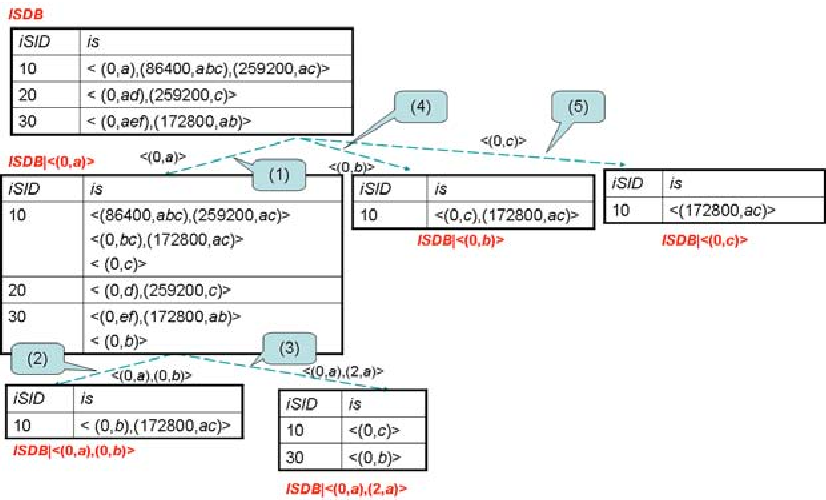 ISDB
iSID is
10 < (0,a),(86400,abc),(259200,ac)>
20 < (0,ad),(259200,c)>
30 < (0,aef),(172800,ab)>
(4)
(5)
<(0,c)>
ISDB|<(0,a)>
<(0,a)>
(1)
<(0,b)>
iSID is
10 <(86400,abc),(259200,ac)>
<(0,bc),(172800,ac)>
< (0,c)>
20 < (0,d),(259200,c)>
30 <(0,ef),(172800,ab)>
< (0,b)>
iSID is
10 <(0,c),(172800,ac)>
ISDB|<(0,b)>
iSID is
10 <(172800,ac)>
ISDB|<(0,c)>
(2)
(3)
<(0,a),(0,b)>
<(0,a),(2,a)>
iSID is
10 < (0,b),(172800,ac)>
ISDB|<(0,a),(0,b)>
iSID is
10 <(0,c)>
30 <(0,b)>
ISDB|<(0,a),(2,a)>